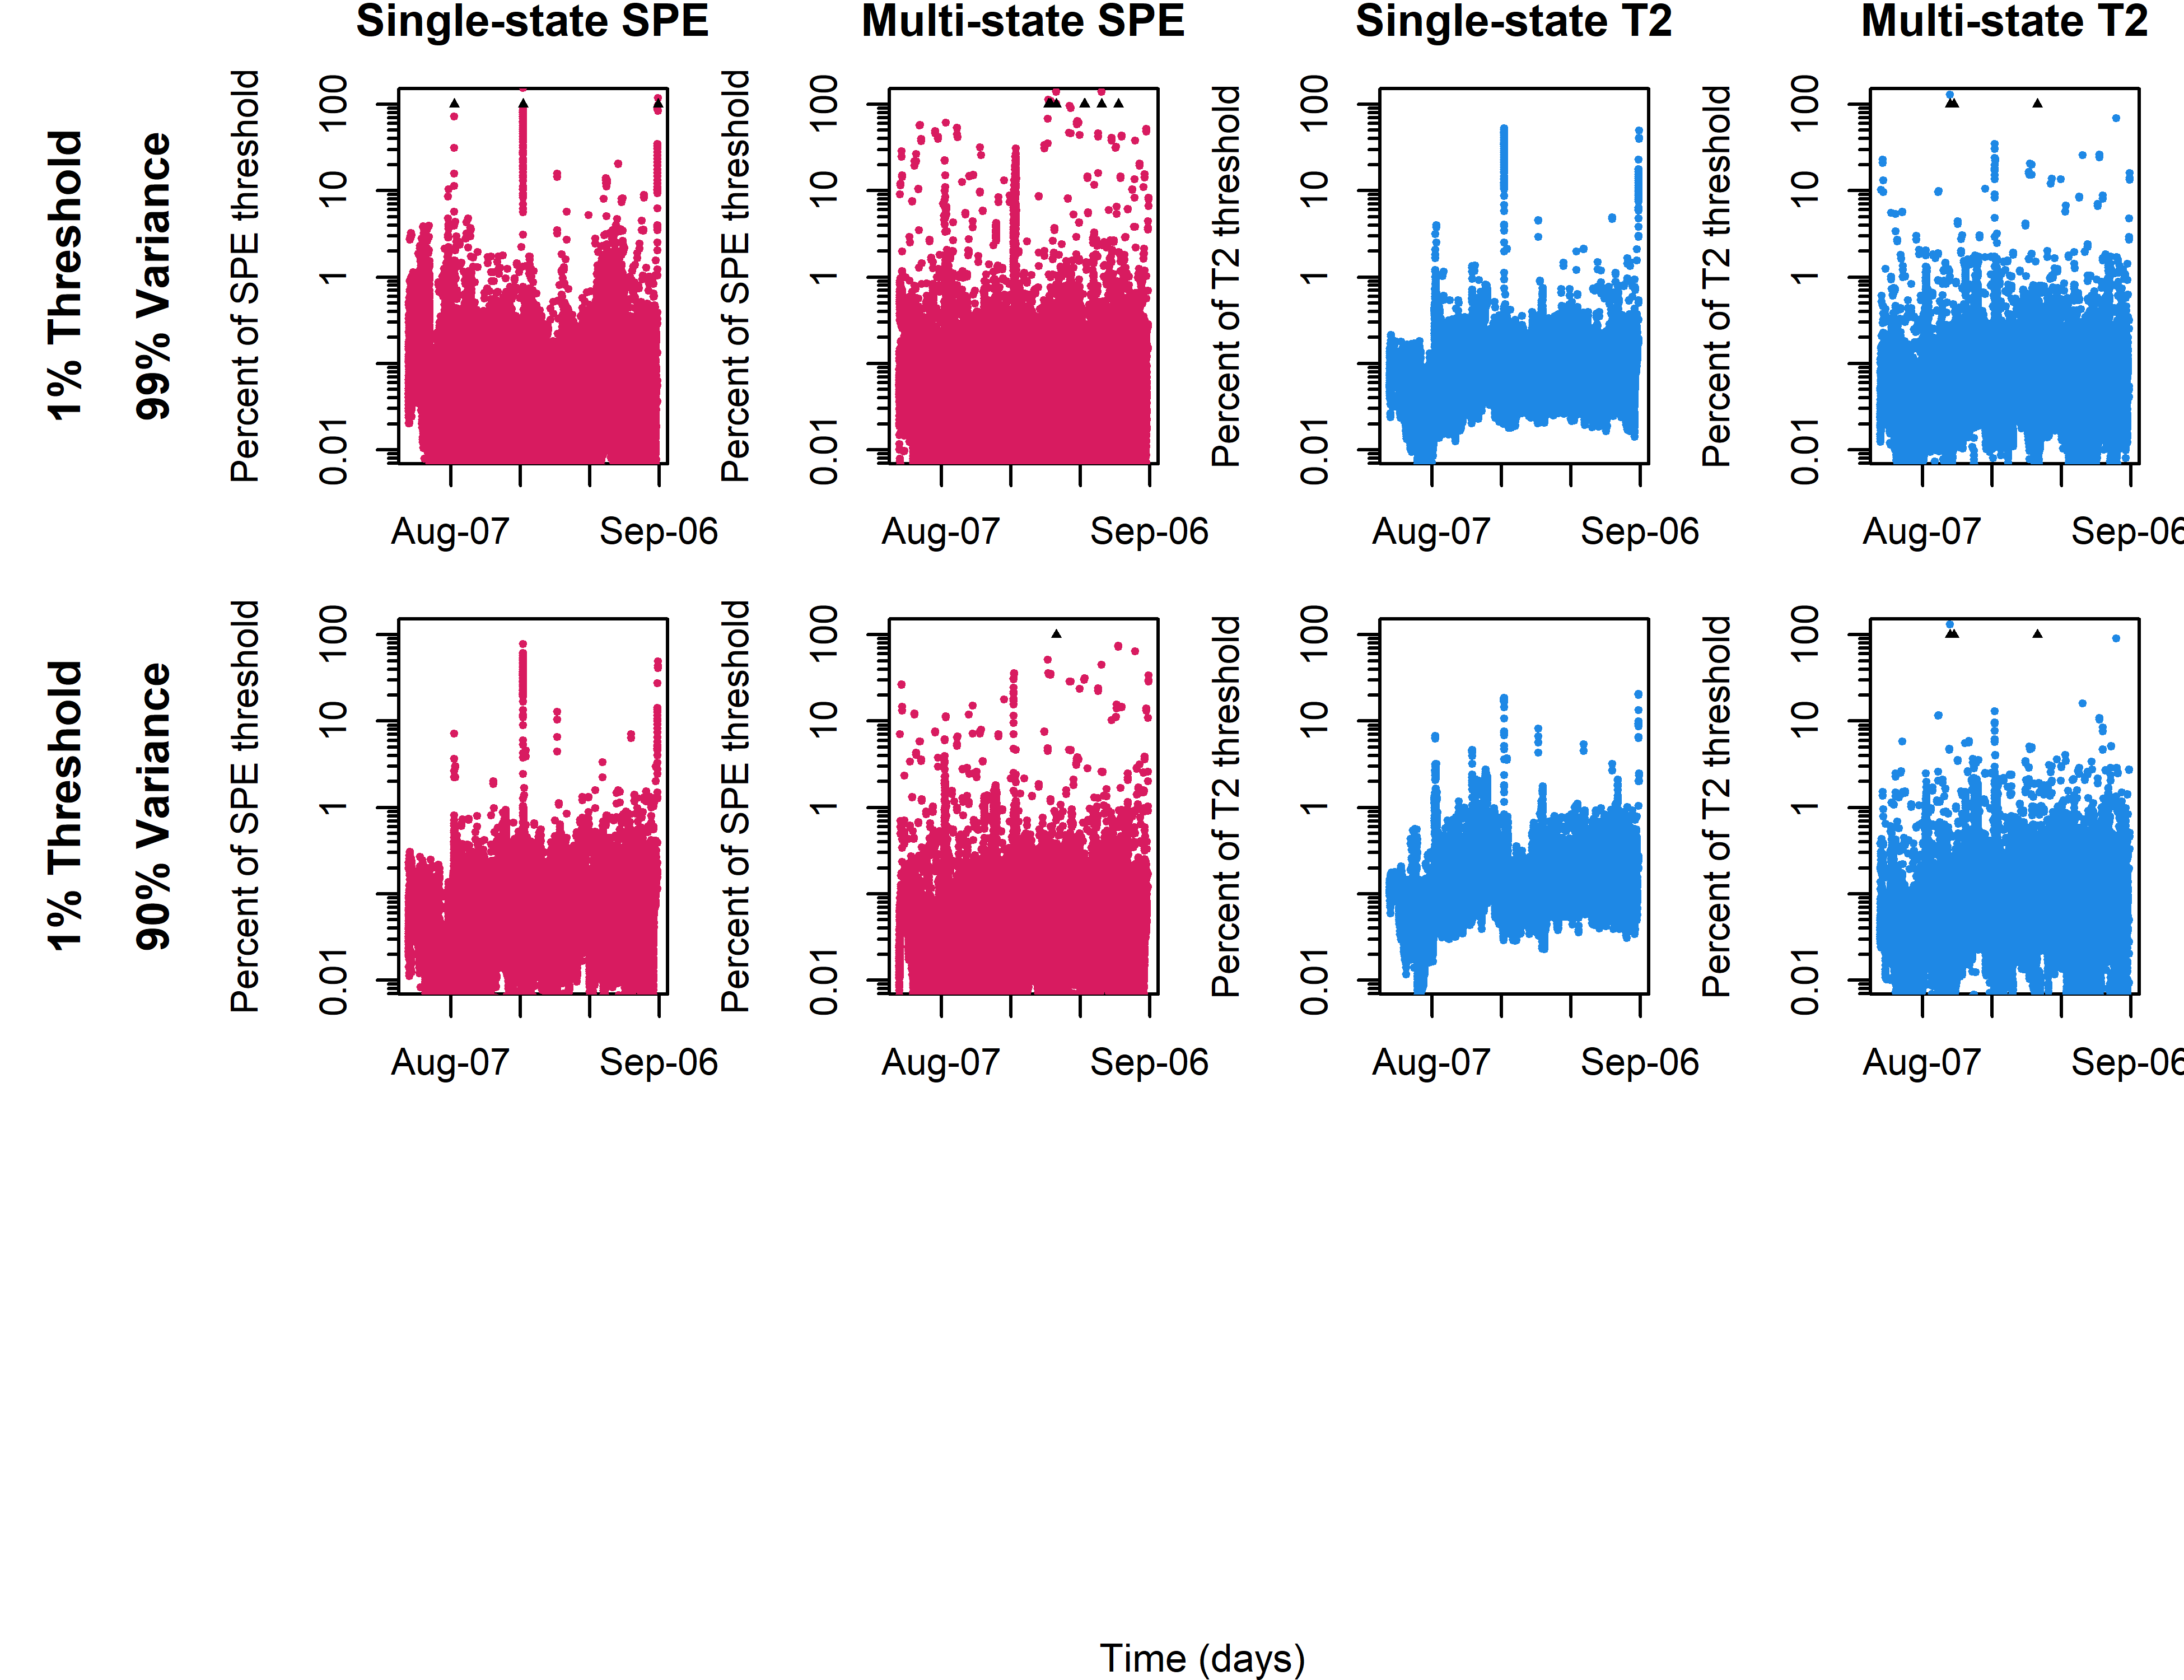 Single-state SPE
Multi-state SPE
Single-state T2
Multi-state T2
1% Threshold
99% Variance
Percent of SPE threshold
100
10
1
0.01
Aug-07
Sep-06
Percent of SPE threshold
100
10
1
0.01
Aug-07
Sep-06
Percent of T2 threshold
100
10
1
0.01
Aug-07
Sep-06
Percent of T2 threshold
100
10
1
0.01
Aug-07
Sep-06
1% Threshold
90% Variance
Percent of SPE threshold
100
10
1
0.01
Aug-07
Sep-06
Percent of SPE threshold
100
10
1
0.01
Aug-07
Sep-06
Percent of T2 threshold
100
10
1
0.01
Aug-07
Sep-06
Percent of T2 threshold
100
10
1
0.01
Aug-07
Sep-06
Time (days)